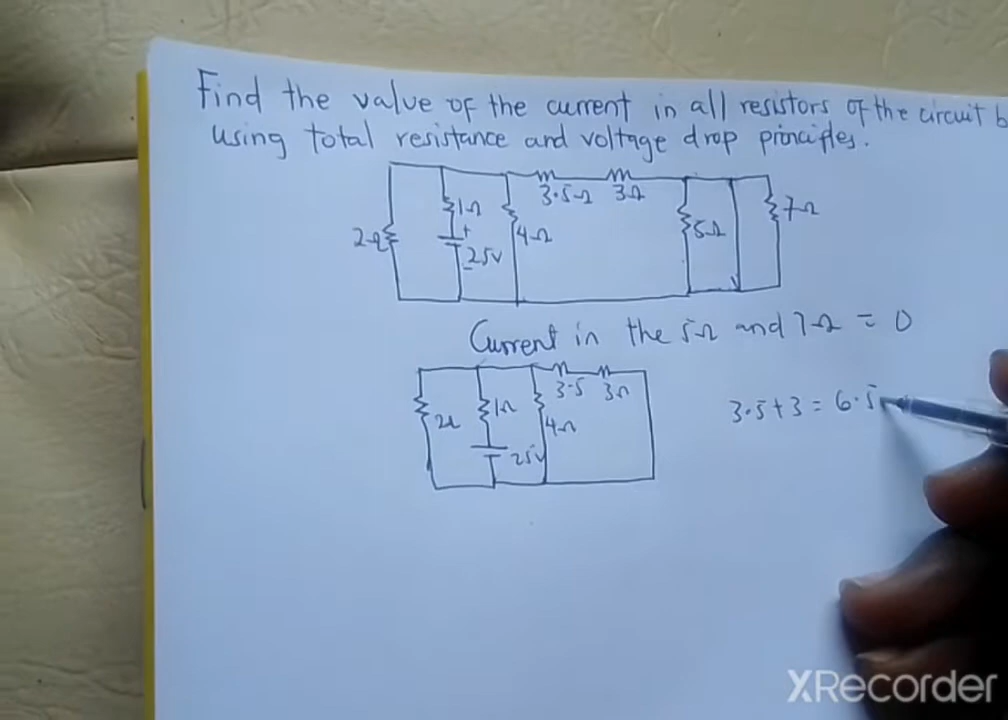 Find the value of the current in all resistors of the circuit b
using total resistance and voltage drop principles.
3.5Ω 3Ω
1Ω
7Ω
2Ω
+
4Ω
5Ω
25V
-
Current in the 5Ω and 7Ω = 0
3.5 3Ω
2Ω
1Ω
4Ω
25V
3.5+3 = 6.5
XRecorder